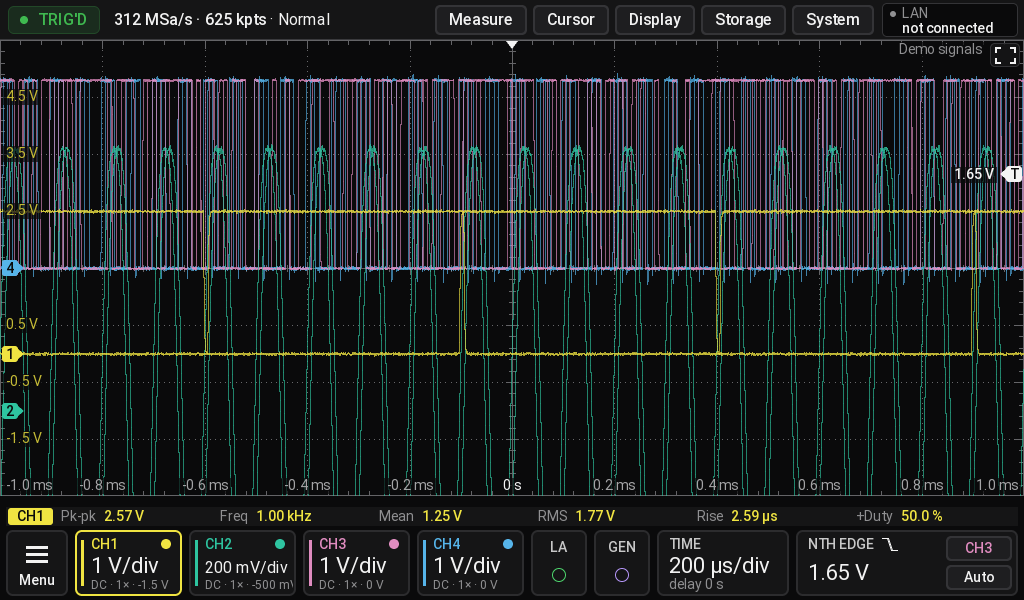 TRIG'D 312 MSa/s · 625 kpts · Normal Measure Cursor Display Storage System LAN
not connected
Demo signals
4.5 V
3.5 V
1.65 V T
2.5 V
4
0.5 V
1
-0.5 V
2
-1.5 V
-1.0 ms -0.8 ms -0.6 ms -0.4 ms -0.2 ms 0 s 0.2 ms 0.4 ms 0.6 ms 0.8 ms 1.0 ms
CH1 Pk-pk 2.57 V Freq 1.00 kHz Mean 1.25 V RMS 1.77 V Rise 2.59 µs +Duty 50.0 %
Menu
CH1
1 V/div
DC · 1× · -1.5 V
CH2
200 mV/div
DC · 1× · -500 mV
CH3
1 V/div
DC · 1× · 0 V
CH4
1 V/div
DC · 1× · 0 V
LA
GEN
TIME
200 µs/div
delay 0 s
NTH EDGE
1.65 V
CH3
Auto